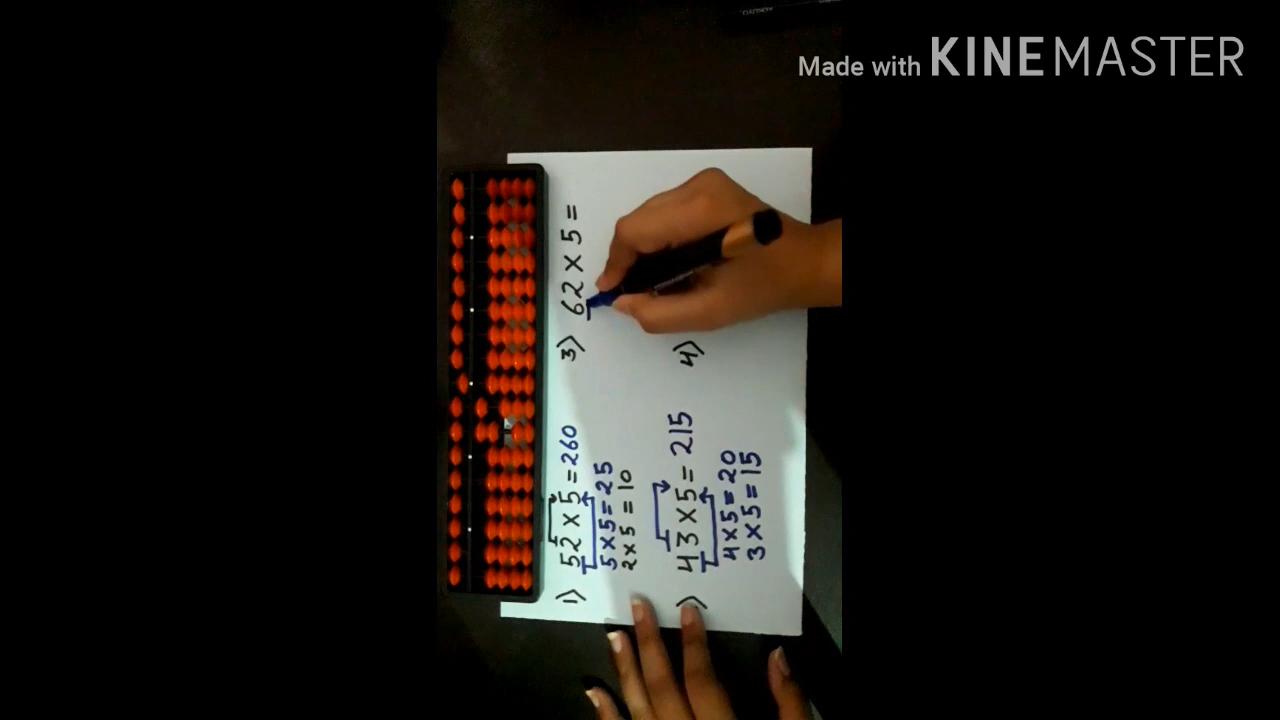 Made with KINEMASTER
1) 52 x 5 = 260
5 x 5 = 25
2 x 5 = 10
) 43 x 5 = 215
4 x 5 = 20
3 x 5 = 15
3) 62 x 5 =
4)